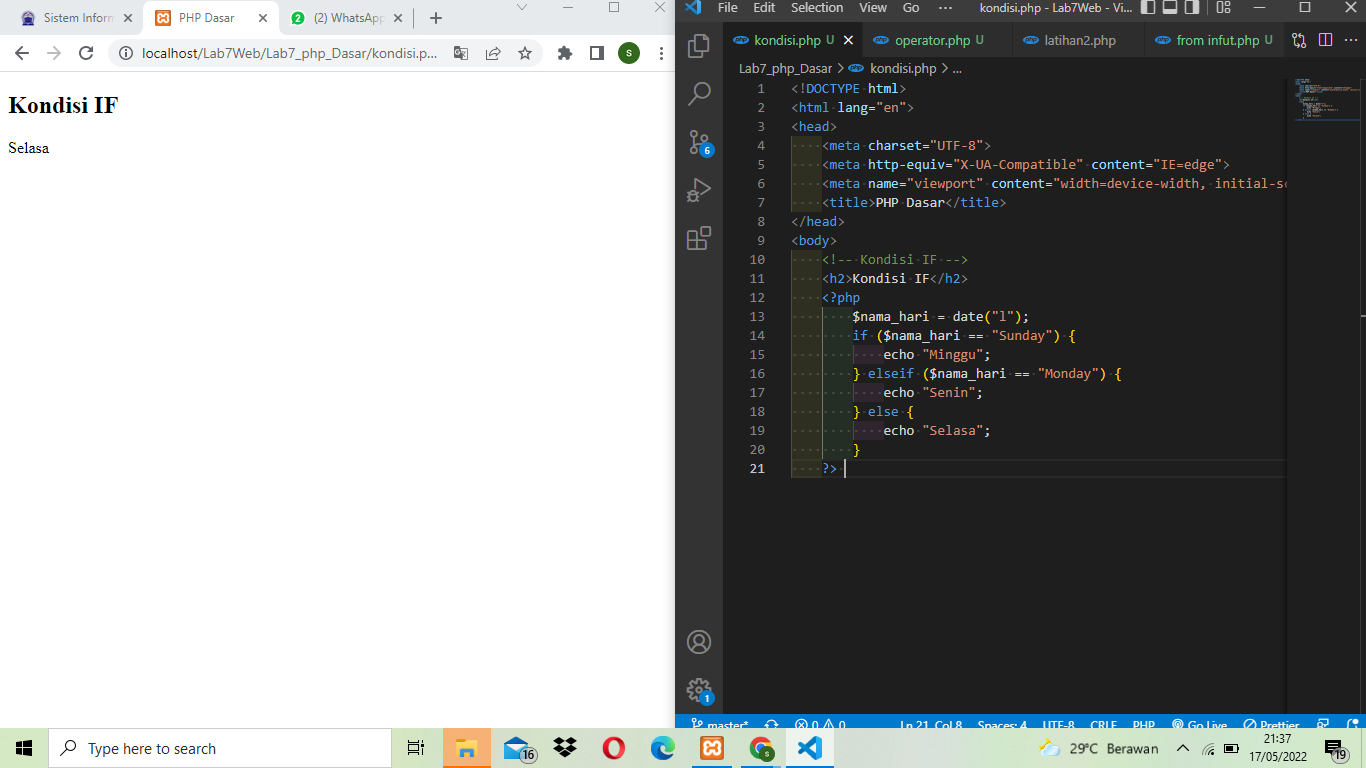 Sistem Inform
PHP Dasar
(2) WhatsApp
localhost/Lab7Web/Lab7_php_Dasar/kondisi.p...
s
Kondisi IF
Selasa
File Edit Selection View Go ··· kondisi.php - Lab7Web - Vi...
kondisi.php U
operator.php U
latihan2.php
from infut.php U
Lab7_php_Dasar > kondisi.php > ...
1 <!DOCTYPE html>
2 <html lang="en">
3 <head>
4 <meta charset="UTF-8">
5 <meta http-equiv="X-UA-Compatible" content="IE=edge">
6 <meta name="viewport" content="width=device-width, initial-sc
7 <title>PHP Dasar</title>
8 </head>
9 <body>
10 <!-- Kondisi IF -->
11 <h2>Kondisi IF</h2>
12 <?php
13 $nama_hari = date("l");
14 if ($nama_hari == "Sunday") {
15 echo "Minggu";
16 } elseif ($nama_hari == "Monday") {
17 echo "Senin";
18 } else {
19 echo "Selasa";
20 }
21 ?>
6
1
master* 0 0 Ln 21, Col 8 Spaces: 4 UTF-8 CRLF PHP Go Live Prettier
Type here to search
16
S
29°C Berawan
21:37
17/05/2022
19